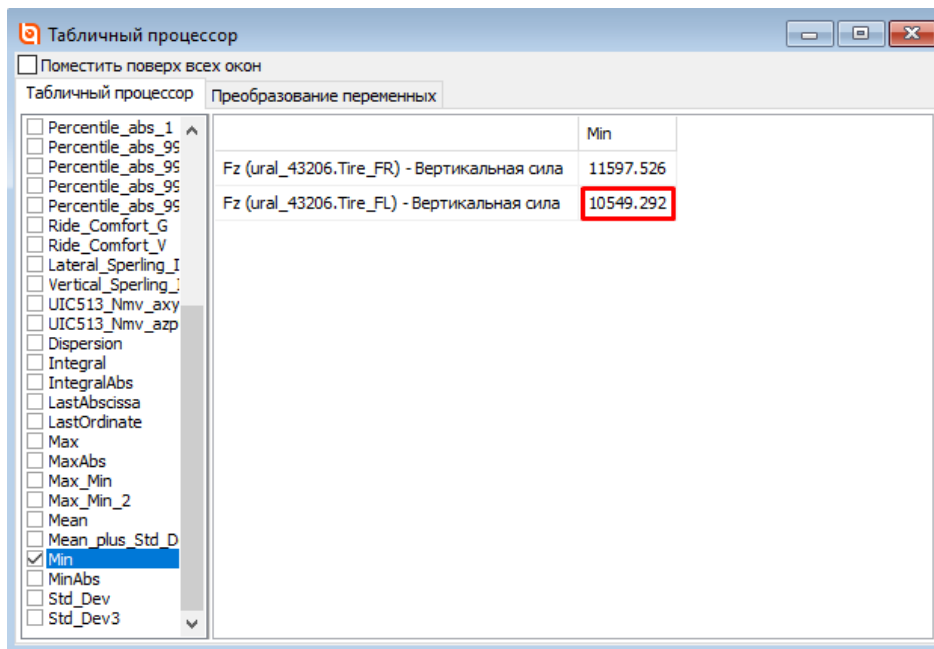 Табличный процессор
Поместить поверх всех окон
Табличный процессор Преобразование переменных
Percentile_abs_1
Percentile_abs_99
Percentile_abs_99
Percentile_abs_99
Percentile_abs_99
Ride_Comfort_G
Ride_Comfort_V
Lateral_Sperling_I
Vertical_Sperling_I
UIC513_Nmv_axy
UIC513_Nmv_azp
Dispersion
Integral
IntegralAbs
LastAbscissa
LastOrdinate
Max
MaxAbs
Max_Min
Max_Min_2
Mean
Mean_plus_Std_D
Min
MinAbs
Std_Dev
Std_Dev3
Min
Fz (ural_43206.Tire_FR) - Вертикальная сила 11597.526
Fz (ural_43206.Tire_FL) - Вертикальная сила 10549.292